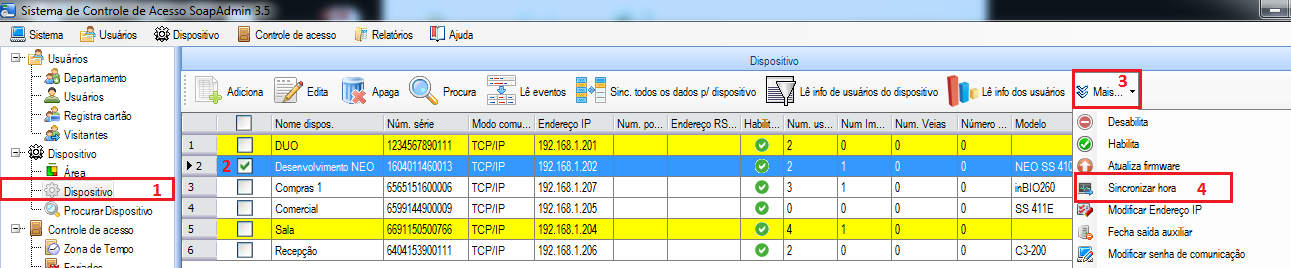 Sistema de Controle de Acesso SoapAdmin 3.5
Sistema Usuários Dispositivo Controle de acesso Relatórios Ajuda
Usuários
Departamento
Usuários
Registra cartão
Visitantes
Dispositivo
Área
Dispositivo 1
Procurar Dispositivo
Controle de acesso
Zona de Tempo
Feriados
Dispositivo
Adiciona Edita Apaga Procura Lê eventos Sinc. todos os dados p/ dispositivo Lê info de usuários do dispositivo Lê info dos usuários Mais... 3
Nome dispos. Núm. série Modo comu... Endereço IP Num. po... Endereço RS... Habilit... Num. us... Num Im... Num. Veias Número ... Modelo
1 DUO 1234567890111 TCP/IP 192.168.1.201 2 0 0 0
2 2 Desenvolvimento NEO 1604011460013 TCP/IP 192.168.1.202 2 1 0 0 NEO SS 410
3 Compras 1 6565151600006 TCP/IP 192.168.1.207 3 1 0 0 inBIO260
4 Comercial 6599144900009 TCP/IP 192.168.1.205 0 0 0 0 SS 411E
5 Sala 6691150500766 TCP/IP 192.168.1.204 4 1 0 0
6 Recepção 6404153900111 TCP/IP 192.168.1.206 2 0 0 0 C3-200
Desabilita
Habilita
Atualiza firmware
Sincronizar hora 4
Modificar Endereço IP
Fecha saída auxiliar
Modificar senha de comunicação